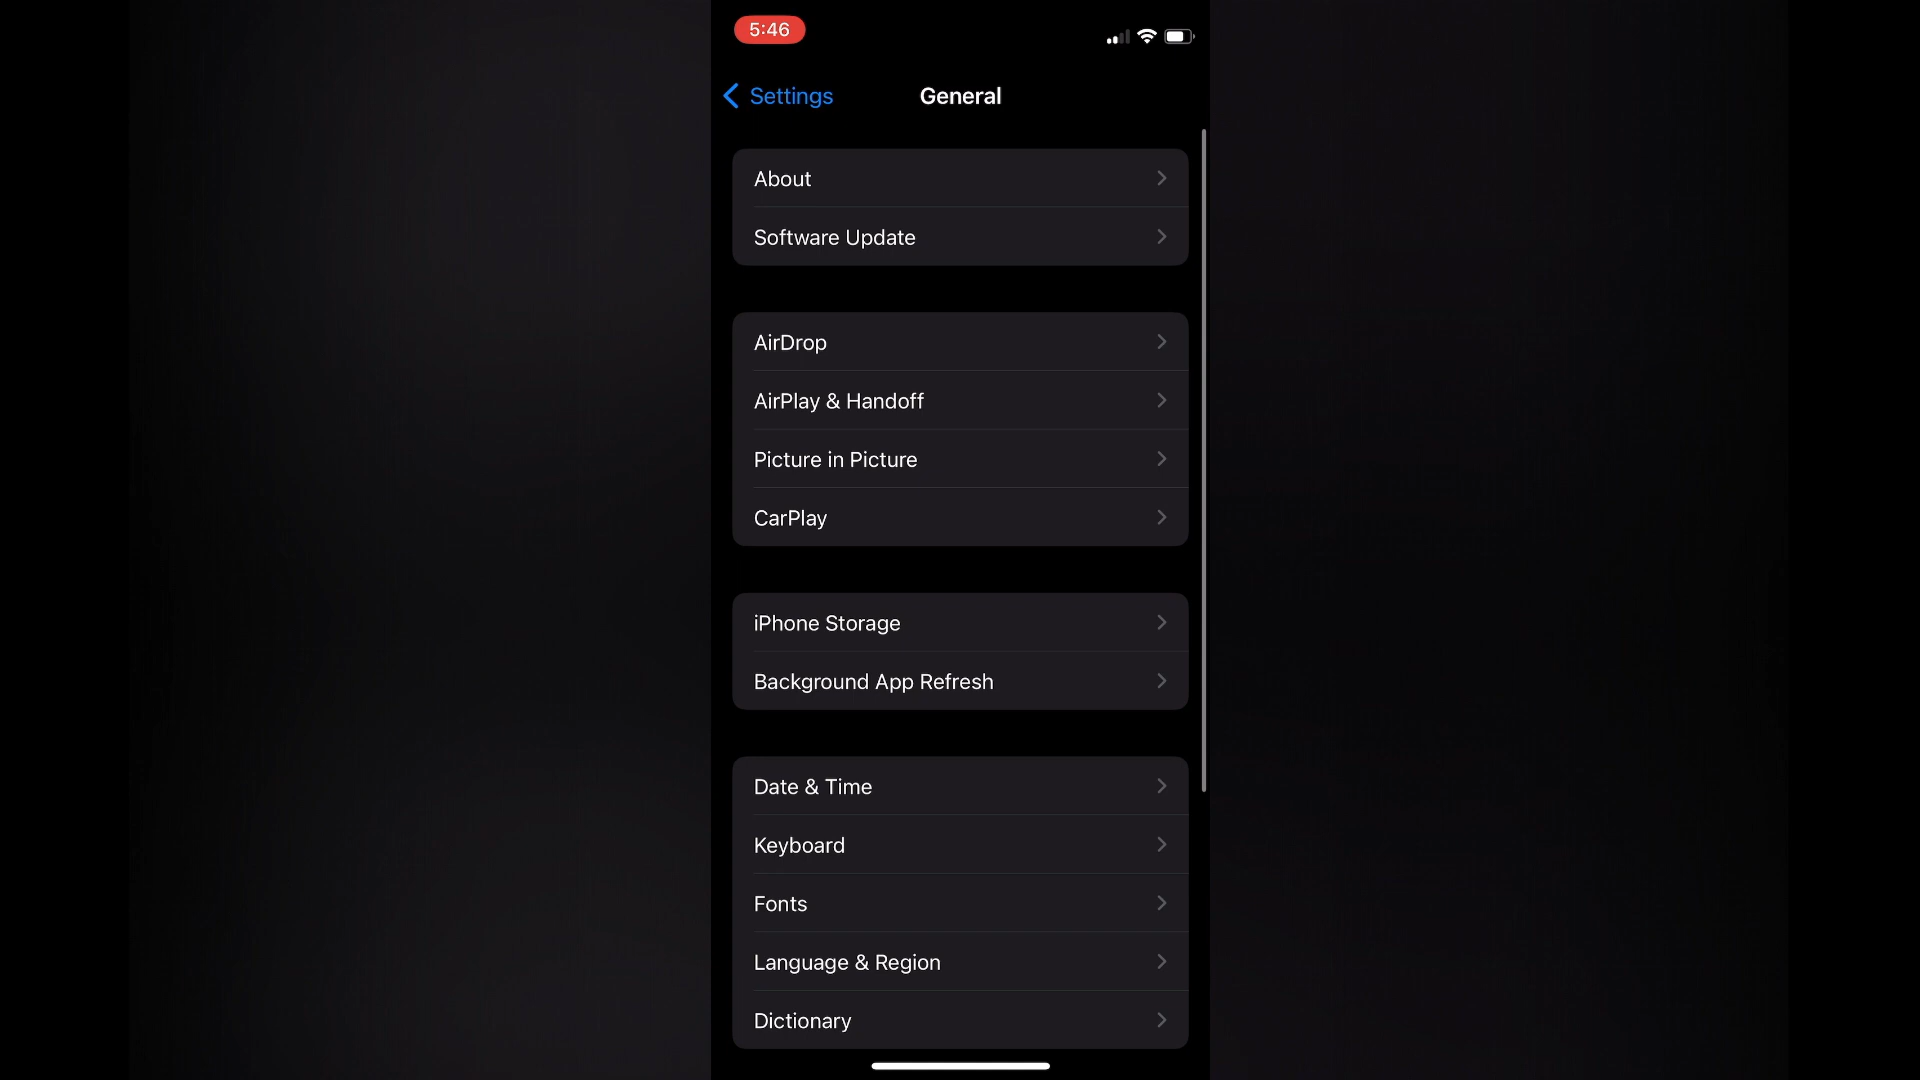 5:46
Settings
General
About
Software Update
AirDrop
AirPlay & Handoff
Picture in Picture
CarPlay
iPhone Storage
Background App Refresh
Date & Time
Keyboard
Fonts
Language & Region
Dictionary